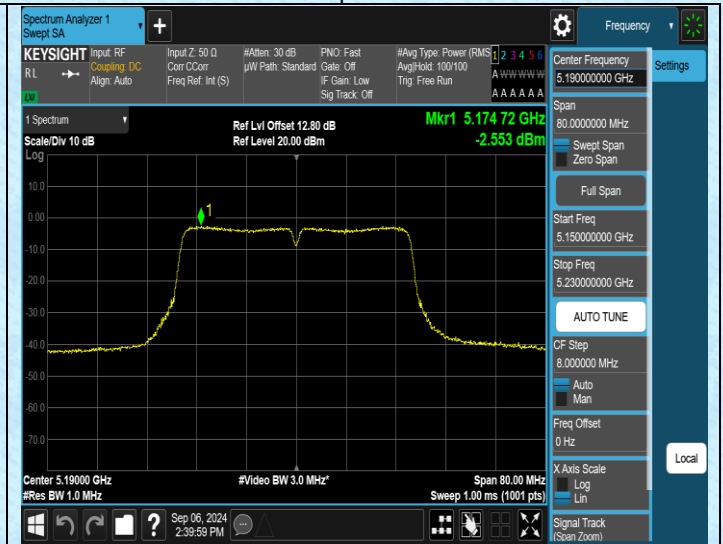 Spectrum Analyzer 1
Swept SA
Frequency
KEYSIGHT
RL
Input: RF
Coupling: DC
Align: Auto
Input Z: 50 Ω
Corr CCorr
Freq Ref: Int (S)
#Atten: 30 dB
µW Path: Standard
PNO: Fast
Gate: Off
IF Gain: Low
Sig Track: Off
#Avg Type: Power (RMS
Avg|Hold: 100/100
Trig: Free Run
1 2 3 4 5 6
A W W W W W
A A A A A A
LXI
1 Spectrum
Scale/Div 10 dB
Log
Ref Lvl Offset 12.80 dB
Ref Level 20.00 dBm
Mkr1 5.174 72 GHz
-2.553 dBm
10.0
0.00
-10.0
-20.0
-30.0
-40.0
-50.0
-60.0
-70.0
1
Center 5.19000 GHz
#Res BW 1.0 MHz
#Video BW 3.0 MHz*
Span 80.00 MHz
Sweep 1.00 ms (1001 pts)
Sep 06, 2024
2:39:59 PM
Center Frequency
5.190000000 GHz
Settings
Span
80.0000000 MHz
Swept Span
Zero Span
Full Span
Start Freq
5.150000000 GHz
Stop Freq
5.230000000 GHz
AUTO TUNE
CF Step
8.000000 MHz
Auto
Man
Freq Offset
0 Hz
X Axis Scale
Log
Lin
Local
Signal Track
(Span Zoom)